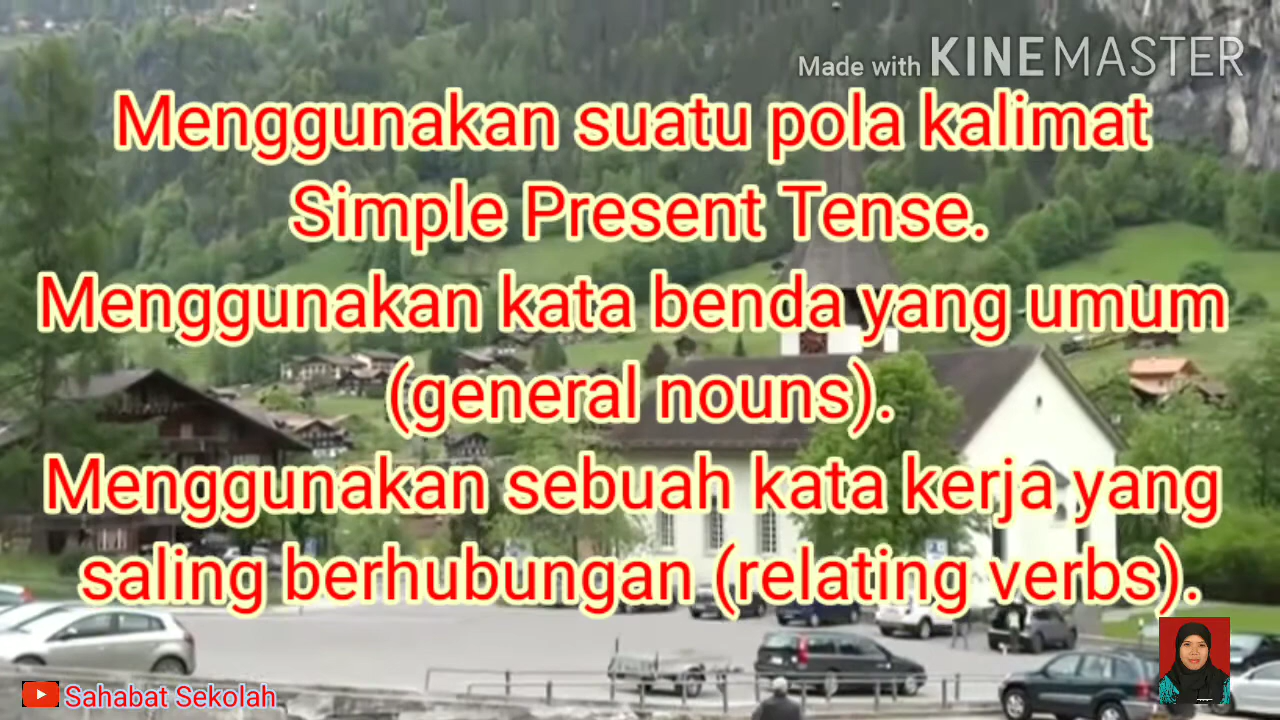 Made with KINEMASTER
Menggunakan suatu pola kalimat
Simple Present Tense.
Menggunakan kata benda yang umum
(general nouns).
Menggunakan sebuah kata kerja yang
saling berhubungan (relating verbs).
Sahabat Sekolah